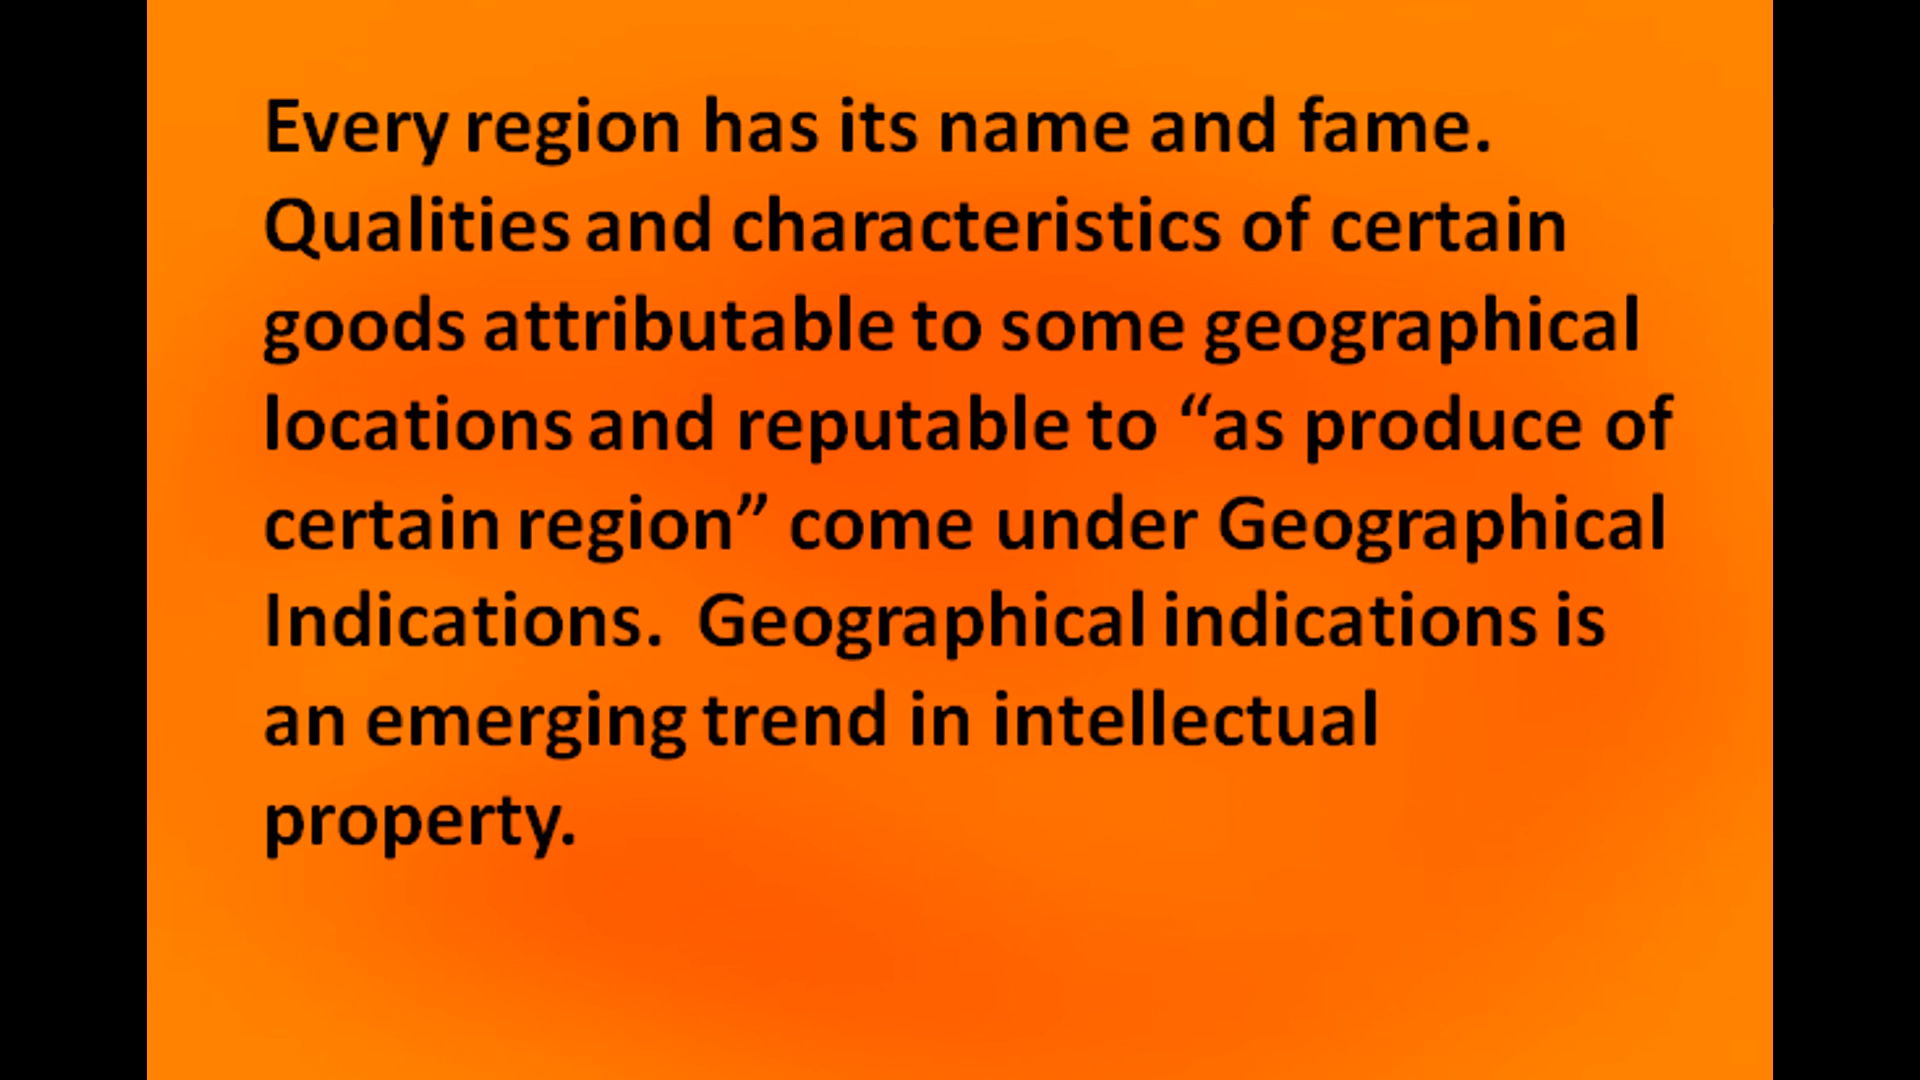 Every region has its name and fame.
Qualities and characteristics of certain
goods attributable to some geographical
locations and reputable to “as produce of
certain region” come under Geographical
Indications.  Geographical indications is
an emerging trend in intellectual
property.